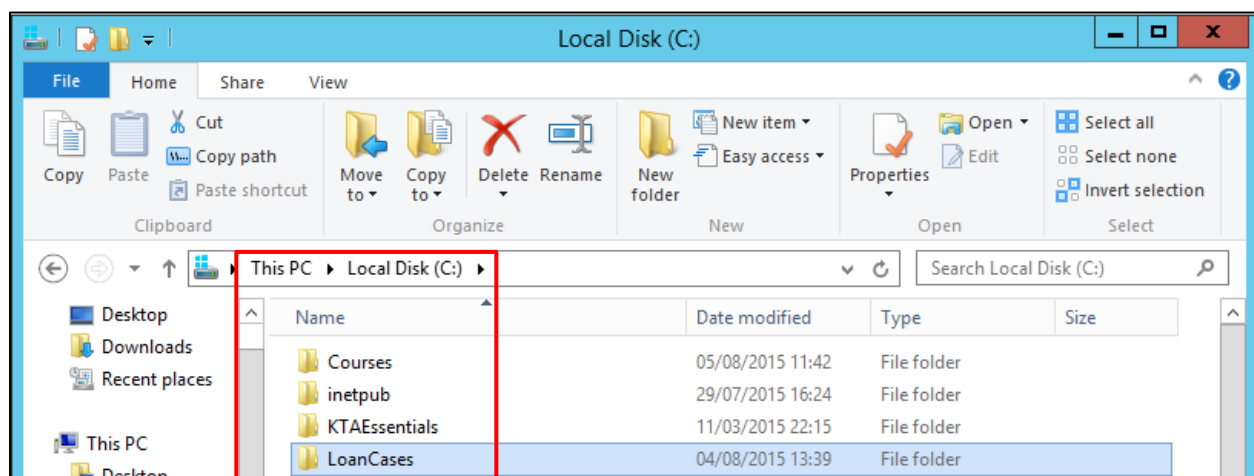 Local Disk (C:)
File Home Share View
Copy
Paste
Cut
Copy path
Paste shortcut
Clipboard
Move to
Copy to
Delete
Rename
Organize
New folder
New item
Easy access
New
Properties
Open
Edit
Open
Select all
Select none
Invert selection
Select
This PC Local Disk (C:)
Search Local Disk (C:)
Desktop
Downloads
Recent places
This PC
Desktop
Name Date modified Type Size
Courses 05/08/2015 11:42 File folder
inetpub 29/07/2015 16:24 File folder
KTAEssentials 11/03/2015 22:15 File folder
LoanCases 04/08/2015 13:39 File folder